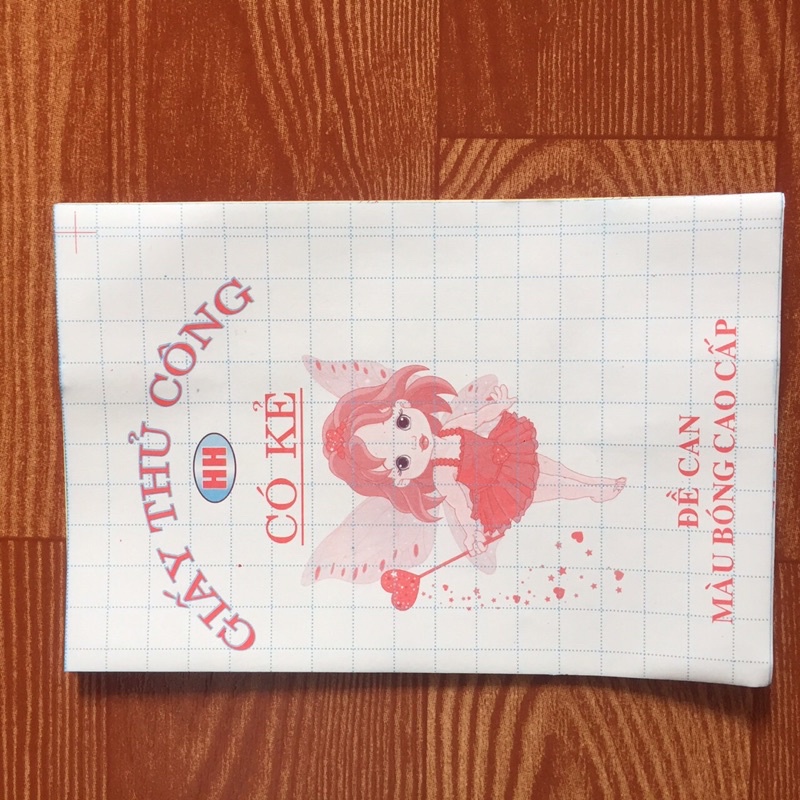 GIẤY THỦ CÔNG
HH
CÓ KẺ
ĐỀ CAN
MÀU BÓNG CAO CẤP